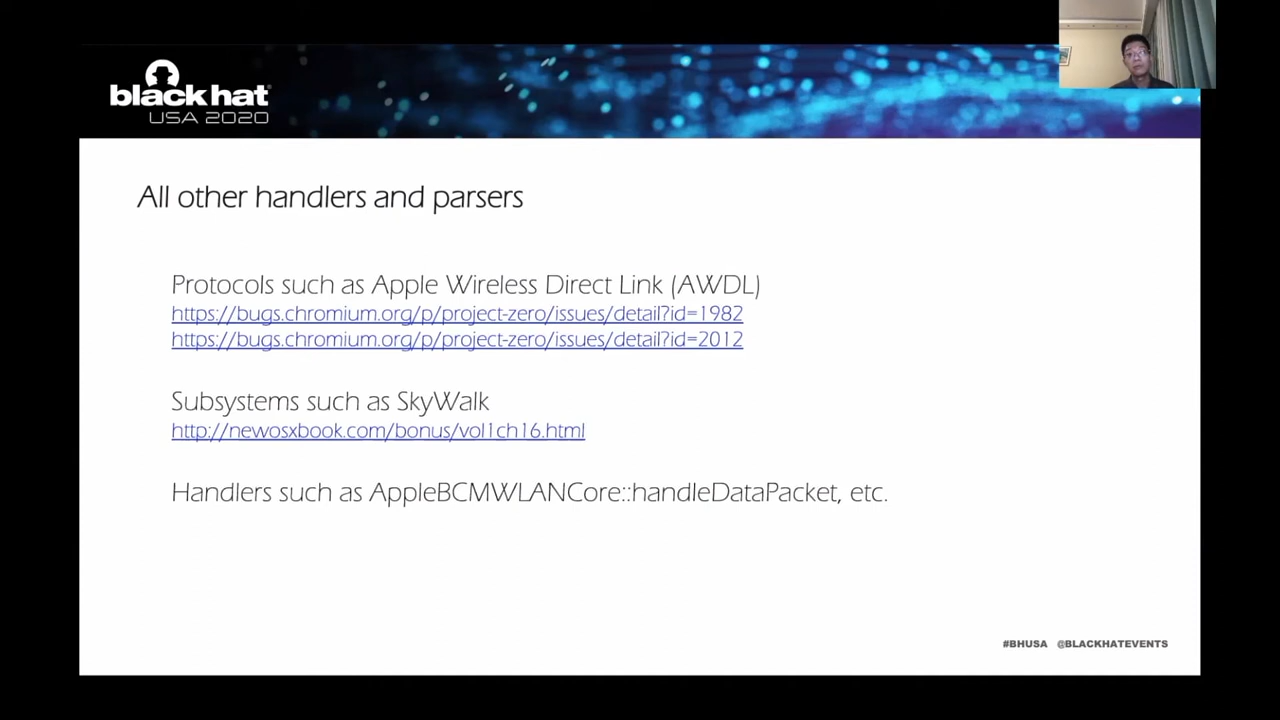 black hat
USA 2020
All other handlers and parsers
Protocols such as Apple Wireless Direct Link (AWDL)
https://bugs.chromium.org/p/project-zero/issues/detail?id=1982
https://bugs.chromium.org/p/project-zero/issues/detail?id=2012
Subsystems such as SkyWalk
http://newosxbook.com/bonus/vol1ch16.html
Handlers such as AppleBCMWLANCore::handleDataPacket, etc.
#BHUSA @BLACKHATEVENTS